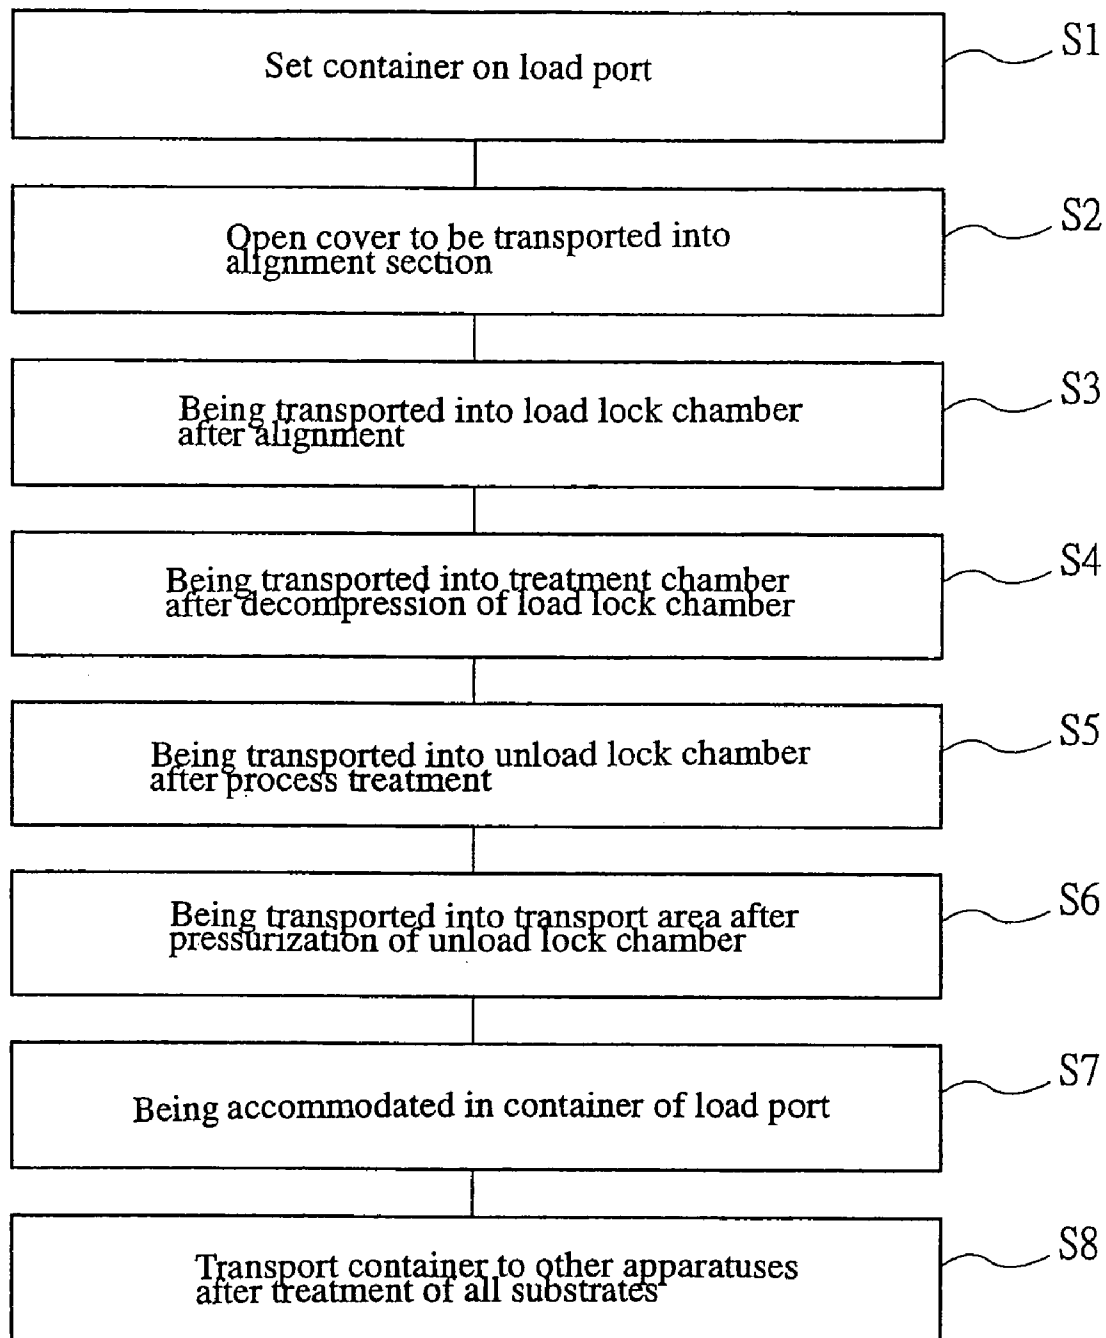 Set container on load port
S1
Open cover to be transported into
alignment section
S2
Being transported into load lock chamber
after alignment
S3
Being transported into treatment chamber
after decompression of load lock chamber
S4
Being transported into unload lock chamber
after process treatment
S5
Being transported into transport area after
pressurization of unload lock chamber
S6
Being accommodated in container of load port
S7
Transport container to other apparatuses
after treatment of all substrates
S8